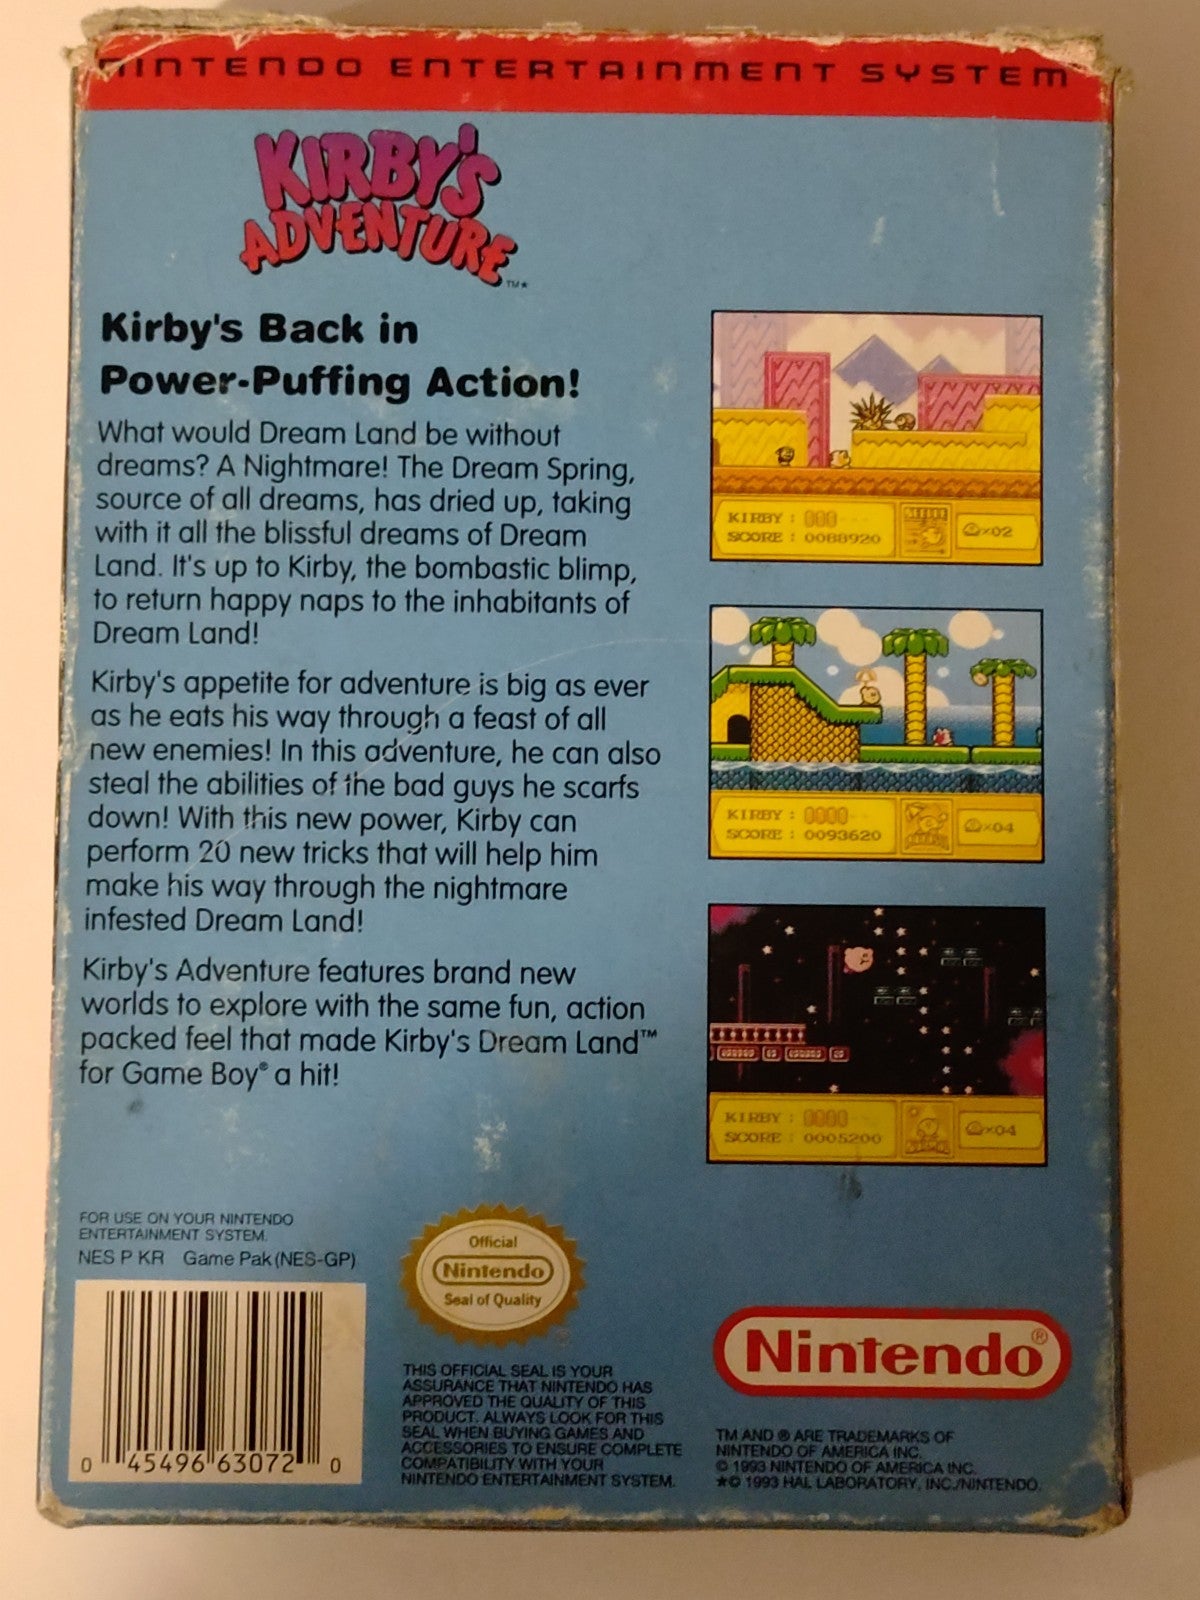 NINTENDO ENTERTAINMENT SYSTEM
KIRBY'S
ADVENTURE
TM★
Kirby's Back in
Power-Puffing Action!
What would Dream Land be without
dreams? A Nightmare! The Dream Spring,
source of all dreams, has dried up, taking
with it all the blissful dreams of Dream
Land. It's up to Kirby, the bombastic blimp,
to return happy naps to the inhabitants of
Dream Land!
Kirby's appetite for adventure is big as ever
as he eats his way through a feast of all
new enemies! In this adventure, he can also
steal the abilities of the bad guys he scarfs
down! With this new power, Kirby can
perform 20 new tricks that will help him
make his way through the nightmare
infested Dream Land!
Kirby's Adventure features brand new
worlds to explore with the same fun, action
packed feel that made Kirby's Dream Land™
for Game Boy® a hit!
KIRBY :
SCORE : 0088920
×02
KIRBY :
SCORE : 0093620
×04
KIRBY :
SCORE : 0005200
×04
FOR USE ON YOUR NINTENDO
ENTERTAINMENT SYSTEM.
NES P KR Game Pak (NES-GP)
0 45496 63072 0
Official
Nintendo
Seal of Quality
THIS OFFICIAL SEAL IS YOUR
ASSURANCE THAT NINTENDO HAS
APPROVED THE QUALITY OF THIS
PRODUCT. ALWAYS LOOK FOR THIS
SEAL WHEN BUYING GAMES AND
ACCESSORIES TO ENSURE COMPLETE
COMPATIBILITY WITH YOUR
NINTENDO ENTERTAINMENT SYSTEM.
Nintendo®
TM AND ® ARE TRADEMARKS OF
NINTENDO OF AMERICA INC.
© 1993 NINTENDO OF AMERICA INC.
★© 1993 HAL LABORATORY, INC./NINTENDO.